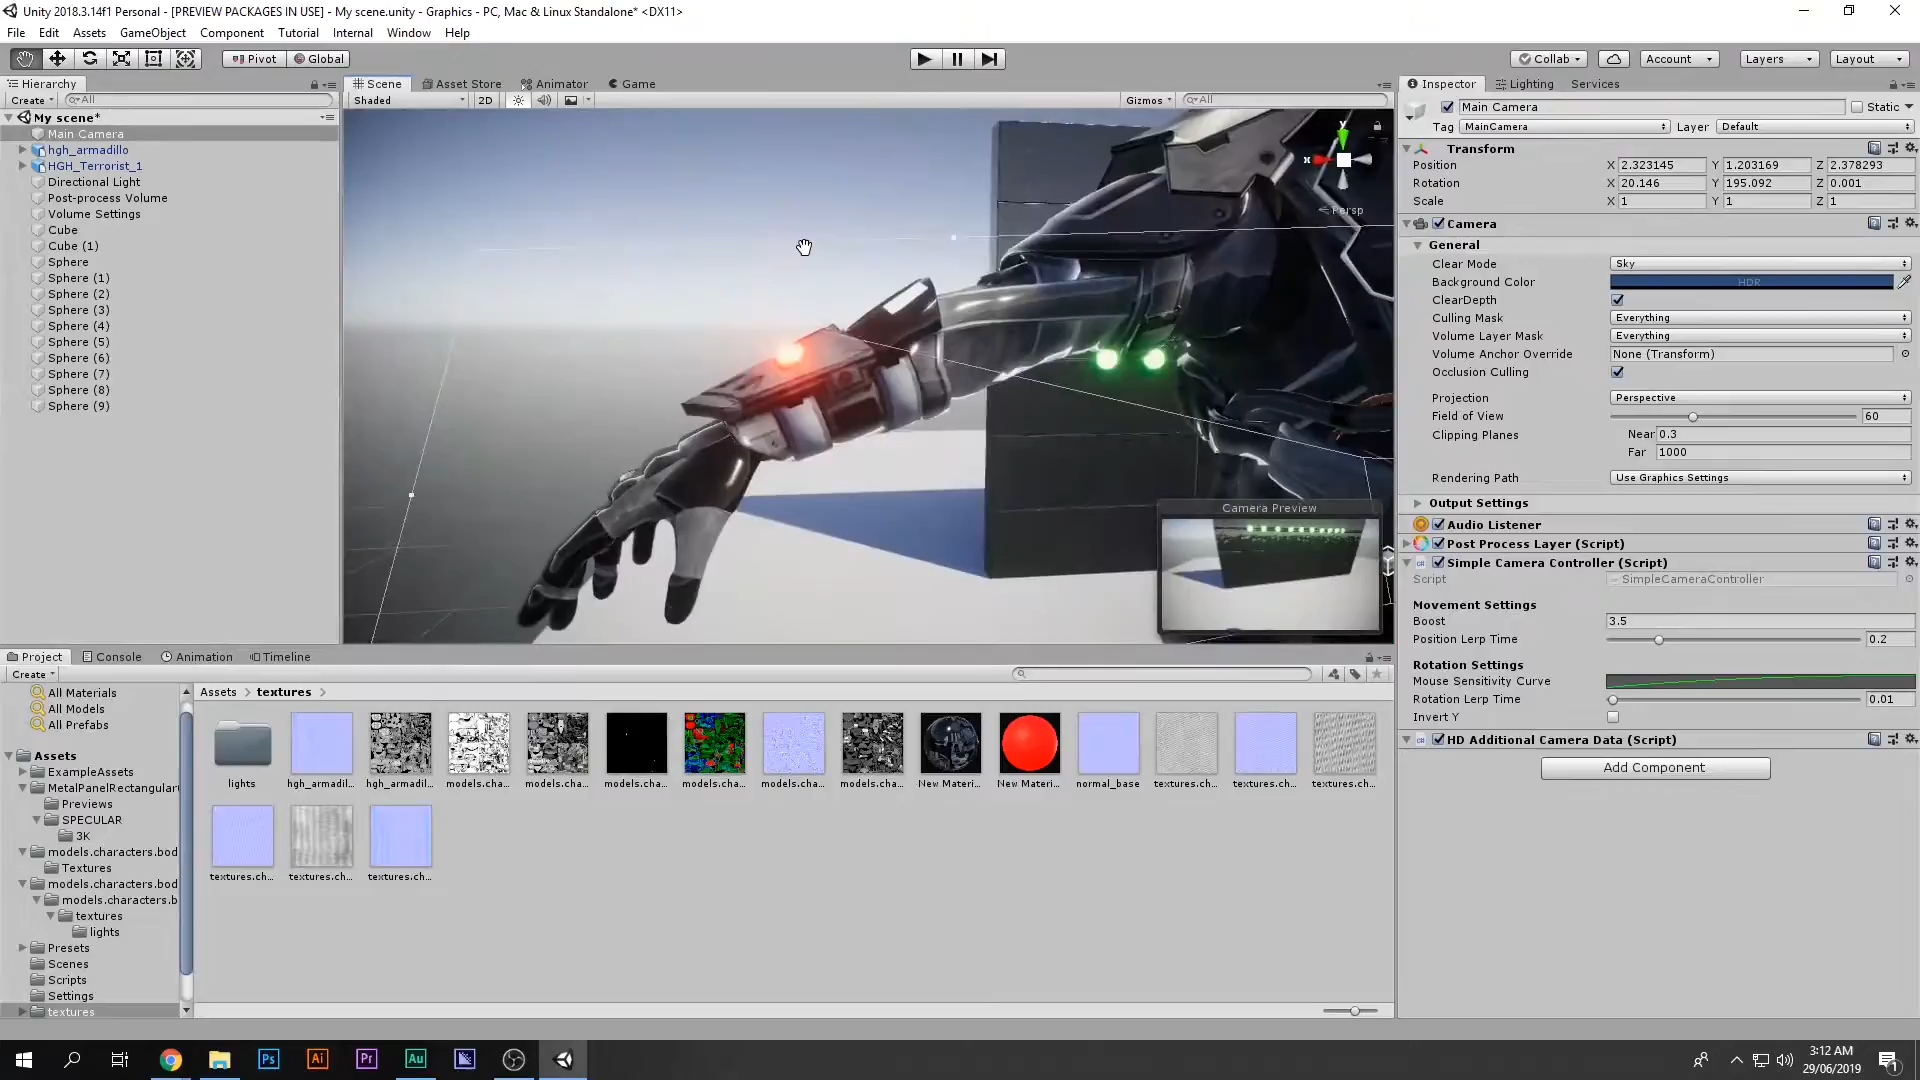 Unity 2018.3.14f1 Personal - [PREVIEW PACKAGES IN USE] - My scene.unity - Graphics - PC, Mac & Linux Standalone* <DX11>
File Edit Assets GameObject Component Tutorial Internal Window Help
Pivot Global Collab Account Layers Layout
Hierarchy
Create All
My scene*
Main Camera
hgh_armadillo
HGH_Terrorist_1
Directional Light
Post-process Volume
Volume Settings
Cube
Cube (1)
Sphere
Sphere (1)
Sphere (2)
Sphere (3)
Sphere (4)
Sphere (5)
Sphere (6)
Sphere (7)
Sphere (8)
Sphere (9)
Scene Asset Store Animator Game
Shaded 2D Gizmos All
y
x
Persp
Camera Preview
Inspector Lighting Services
Main Camera Static
Tag MainCamera Layer Default
Transform
Position X 2.323145 Y 1.203169 Z 2.378293
Rotation X 20.146 Y 195.092 Z 0.001
Scale X 1 Y 1 Z 1
Camera
General
Clear Mode Sky
Background Color HDR
ClearDepth
Culling Mask Everything
Volume Layer Mask Everything
Volume Anchor Override None (Transform)
Occlusion Culling
Projection Perspective
Field of View 60
Clipping Planes Near 0.3
Far 1000
Rendering Path Use Graphics Settings
Output Settings
Audio Listener
Post Process Layer (Script)
Simple Camera Controller (Script)
Script SimpleCameraController
Movement Settings
Boost 3.5
Position Lerp Time 0.2
Rotation Settings
Mouse Sensitivity Curve
Rotation Lerp Time 0.01
Invert Y
HD Additional Camera Data (Script)
Add Component
Project Console Animation Timeline
Create
All Materials
All Models
All Prefabs
Assets
ExampleAssets
MetalPanelRectangular
Previews
SPECULAR
3K
models.characters.bod
Textures
models.characters.bod
models.characters.b
textures
lights
Presets
Scenes
Scripts
Settings
textures
Assets textures
lights hgh_armadil... hgh_armadil... models.cha... models.cha... models.cha... models.cha... models.cha... models.cha... New Materi... New Materi... normal_base textures.ch... textures.ch... textures.ch...
textures.ch... textures.ch... textures.ch...
Ps Ai Pr Au
3:12 AM
29/06/2019
1